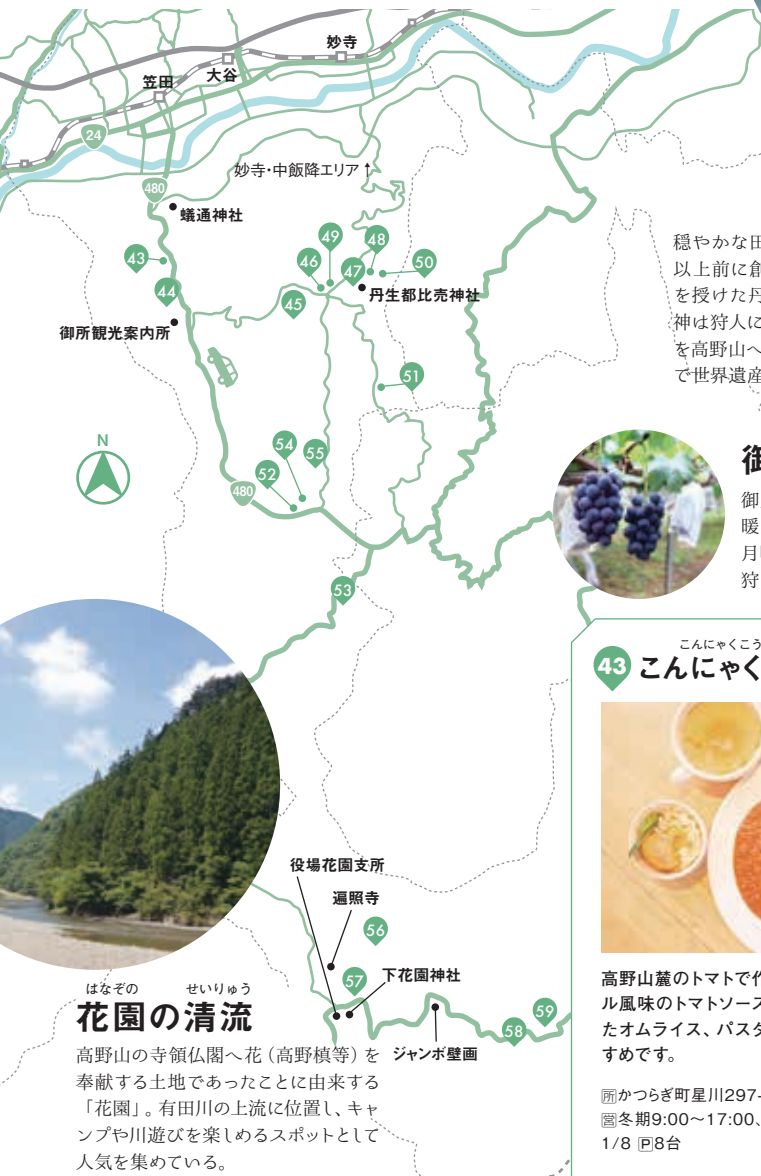 妙寺
大谷
笠田
24
妙寺・中飯降エリア↑
480
蟻通神社
49
48
43
46
47
50
丹生都比売神社
44
45
御所観光案内所
51
N
54
55
52
480
53
穏やかな田
以上前に創
を授けた丹
神は狩人に
を高野山へ
で世界遺産
御
暖
狩
こんにゃくこう
43 こんにゃく
高野山麓のトマトで作
ル風味のトマトソース
たオムライス、パスタ
すめです。
所かつらぎ町星川297-
営冬期9:00〜17:00、
1/8 P8台
役場花園支所
遍照寺
56
57
下花園神社
ジャンボ壁画
58
59
はなぞの せいりゅう
花園の清流
高野山の寺領仏閣へ花（高野槙等）を
奉献する土地であったことに由来する
「花園」。有田川の上流に位置し、キャ
ンプや川遊びを楽しめるスポットとして
人気を集めている。